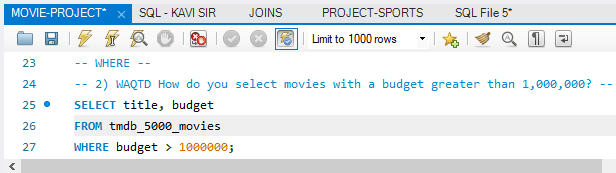 MOVIE-PROJECT* SQL - KAVI SIR JOINS PROJECT-SPORTS SQL File 5*
Limit to 1000 rows
23 -- WHERE --
24 -- 2) WAQTD How do you select movies with a budget greater than 1,000,000? --
25 SELECT title, budget
26 FROM tmdb_5000_movies
27 WHERE budget > 1000000;